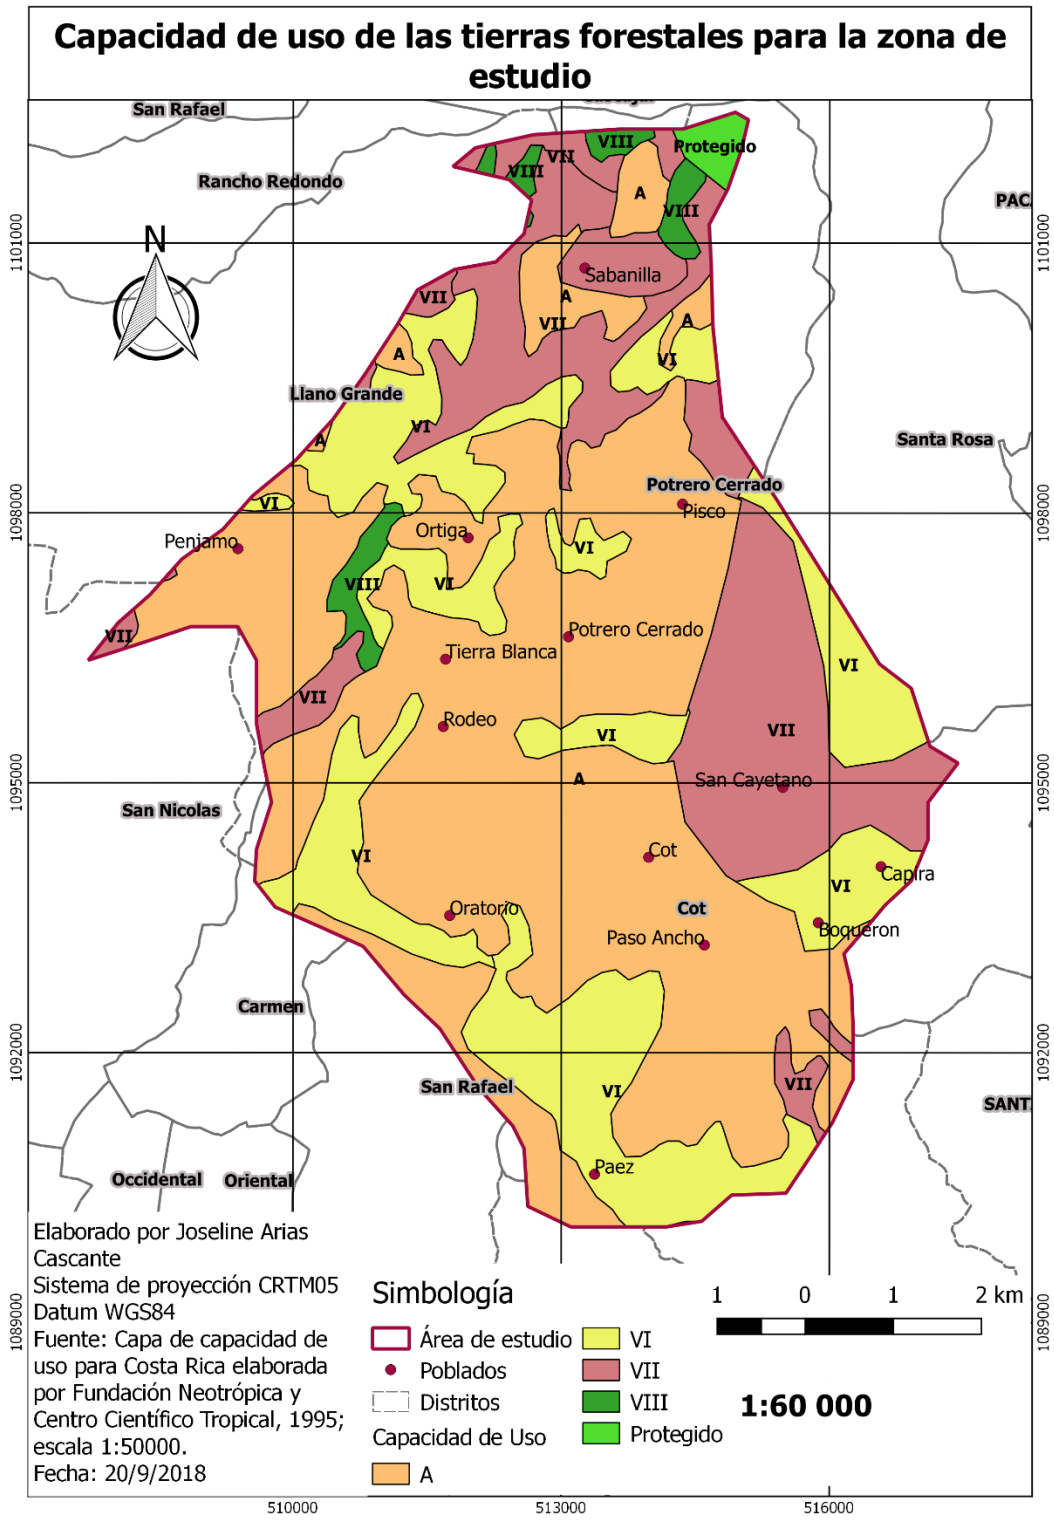 Capacidad de uso de las tierras forestales para la zona de
estudio
San Rafael
VIII
Protegido
VII
VIII
Rancho Redondo
A
PAC
VIII
N
1101000
1101000
Sabanilla
VII
A
VII
A
A
VI
Llano Grande
VI
A
Santa Rosa
Potrero Cerrado
VI
Pisco
1098000
1098000
Ortiga
Penjamo
VI
VIII
VI
VII
Potrero Cerrado
Tierra Blanca
VI
VII
Rodeo
VI
VII
A
San Cayetano
1095000
1095000
San Nicolas
Cot
VI
Capira
VI
Oratorio
Cot
Boqueron
Paso Ancho
Carmen
1092000
1092000
San Rafael
VI
VII
SANT
Paez
Occidental
Oriental
Elaborado por Joseline Arias
Cascante
Sistema de proyección CRTM05
Datum WGS84
Fuente: Capa de capacidad de
uso para Costa Rica elaborada
por Fundación Neotrópica y
Centro Científico Tropical, 1995;
escala 1:50000.
Fecha: 20/9/2018
Simbología
Área de estudio
Poblados
Distritos
Capacidad de Uso
A
VI
VII
VIII
Protegido
1 0 1 2 km
1:60 000
1089000
1089000
510000
513000
516000